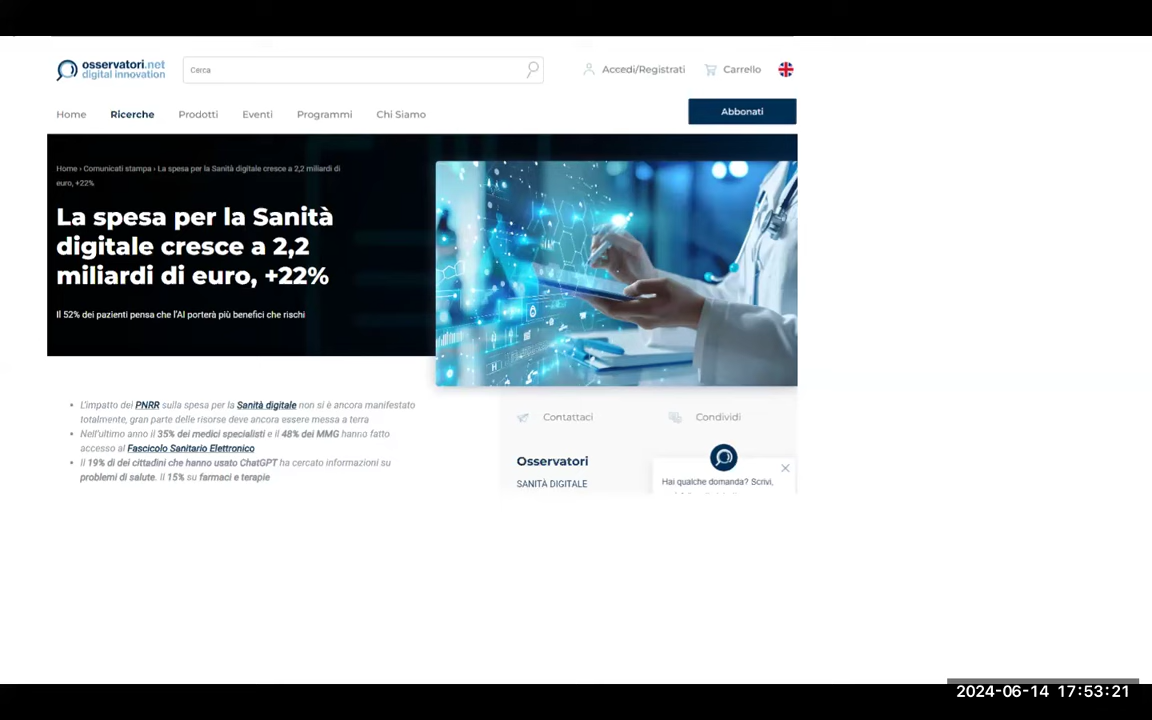 osservatori.net
digital innovation
Cerca
Accedi/Registrati
Carrello
Home
Ricerche
Prodotti
Eventi
Programmi
Chi Siamo
Abbonati
Home › Comunicati stampa › La spesa per la Sanità digitale cresce a 2,2 miliardi di
euro, +22%
La spesa per la Sanità
digitale cresce a 2,2
miliardi di euro, +22%
Il 52% dei pazienti pensa che l'AI porterà più benefici che rischi
L'impatto del PNRR sulla spesa per la Sanità digitale non si è ancora manifestato
totalmente, gran parte delle risorse deve ancora essere messa a terra
Nell'ultimo anno il 35% dei medici specialisti e il 48% dei MMG hanno fatto
accesso al Fascicolo Sanitario Elettronico
Il 19% di dei cittadini che hanno usato ChatGPT ha cercato informazioni su
problemi di salute. Il 15% su farmaci e terapie
Contattaci
Condividi
Osservatori
SANITÀ DIGITALE
Hai qualche domanda? Scrivi,
2024-06-14 17:53:21